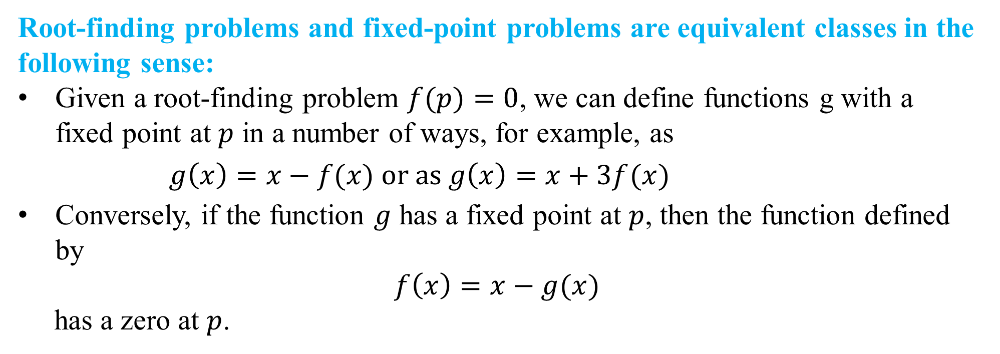 Root-finding problems and fixed-point problems are equivalent classes in the
following sense:
• Given a root-finding problem 𝑓(𝑝) = 0, we can define functions g with a
fixed point at 𝑝 in a number of ways, for example, as
𝑔(𝑥) = 𝑥 − 𝑓(𝑥) or as 𝑔(𝑥) = 𝑥 + 3𝑓(𝑥)
• Conversely, if the function 𝑔 has a fixed point at 𝑝, then the function defined
by
𝑓(𝑥) = 𝑥 − 𝑔(𝑥)
has a zero at 𝑝.